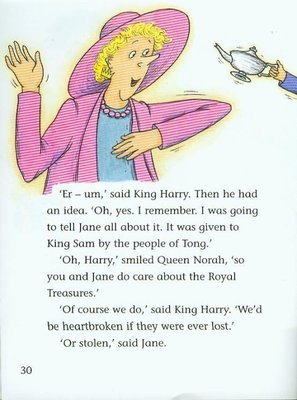 ‘Er – um,’ said King Harry. Then he had
an idea. ‘Oh, yes. I remember. I was going
to tell Jane all about it. It was given to
King Sam by the people of Tong.’
‘Oh, Harry,’ smiled Queen Norah, ‘so
you and Jane do care about the Royal
Treasures.’
‘Of course we do,’ said King Harry. ‘We’d
be heartbroken if they were ever lost.’
‘Or stolen,’ said Jane.
30